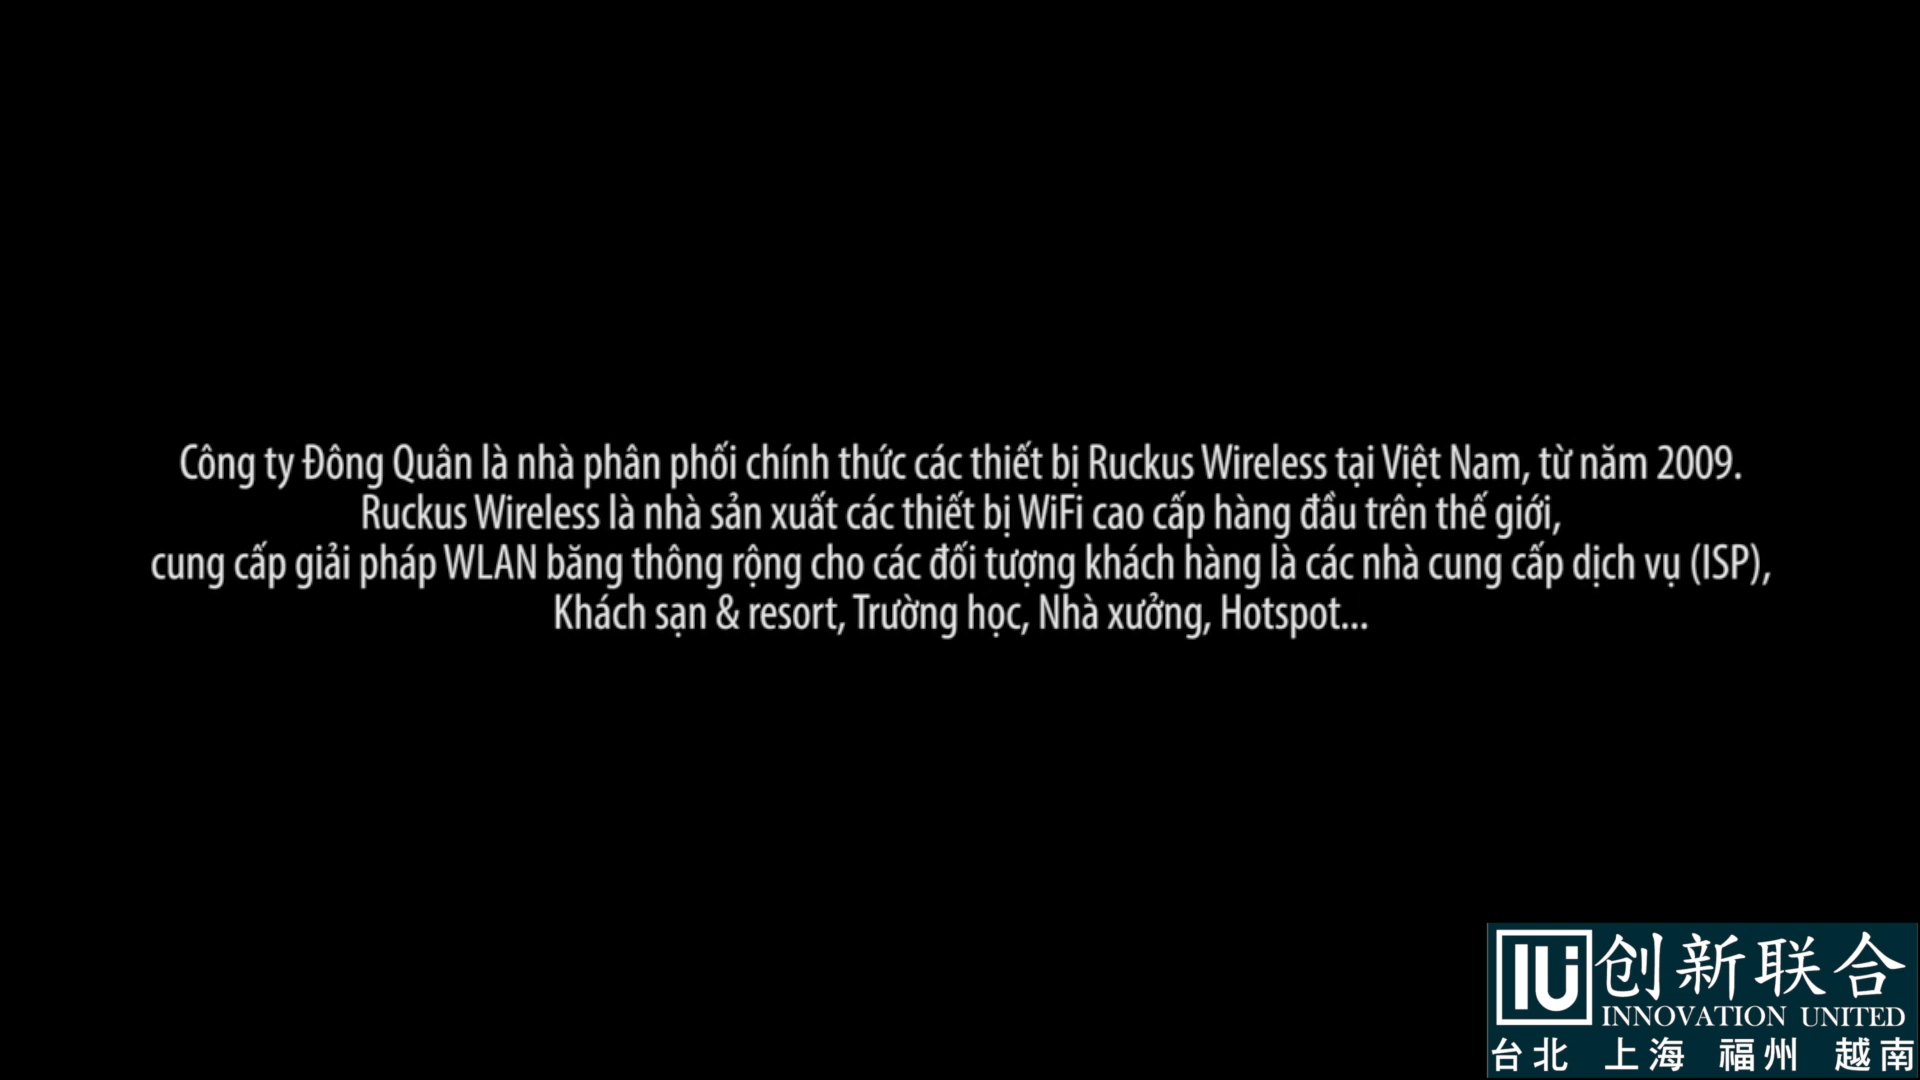 Công ty Đông Quân là nhà phân phối chính thức các thiết bị Ruckus Wireless tại Việt Nam, từ năm 2009.
Ruckus Wireless là nhà sản xuất các thiết bị WiFi cao cấp hàng đầu trên thế giới,
cung cấp giải pháp WLAN băng thông rộng cho các đối tượng khách hàng là các nhà cung cấp dịch vụ (ISP),
Khách sạn & resort, Trường học, Nhà xưởng, Hotspot...
IU 创新联合
INNOVATION UNITED
台北 上海 福州 越南